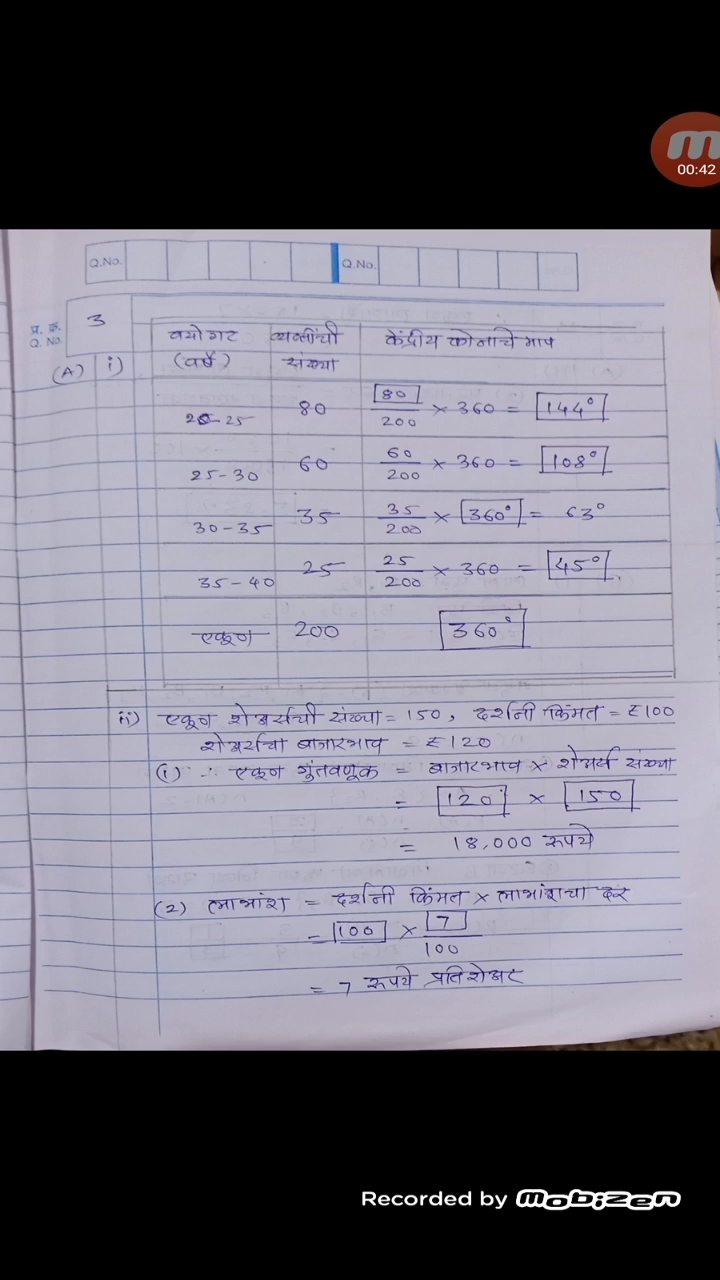 m
00:42
Q.No. Q.No.
प्र. क्र.
Q. No.
3
वयोगट व्यक्तींची केंद्रीय कोनाचे माप
(A) i) (वर्षे) संख्या
20-25 80 80/200 × 360 = 144°
25-30 60 60/200 × 360 = 108°
30-35 35 35/200 × 360° = 63°
35-40 25 25/200 × 360 = 45°
एकूण 200 360°
ii) एकूण शेअर्सची संख्या = 150, दर्शनी किंमत = ₹100
शेअर्सचा बाजारभाव = ₹120
(1) ∴ एकूण गुंतवणूक = बाजारभाव × शेअर्स संख्या
= 120 × 150
= 18,000 रूपये
(2) लाभांश = दर्शनी किंमत × लाभांशाचा दर
= 100 × 7/100
= 7 रूपये प्रतिशेअर
Recorded by mobizen